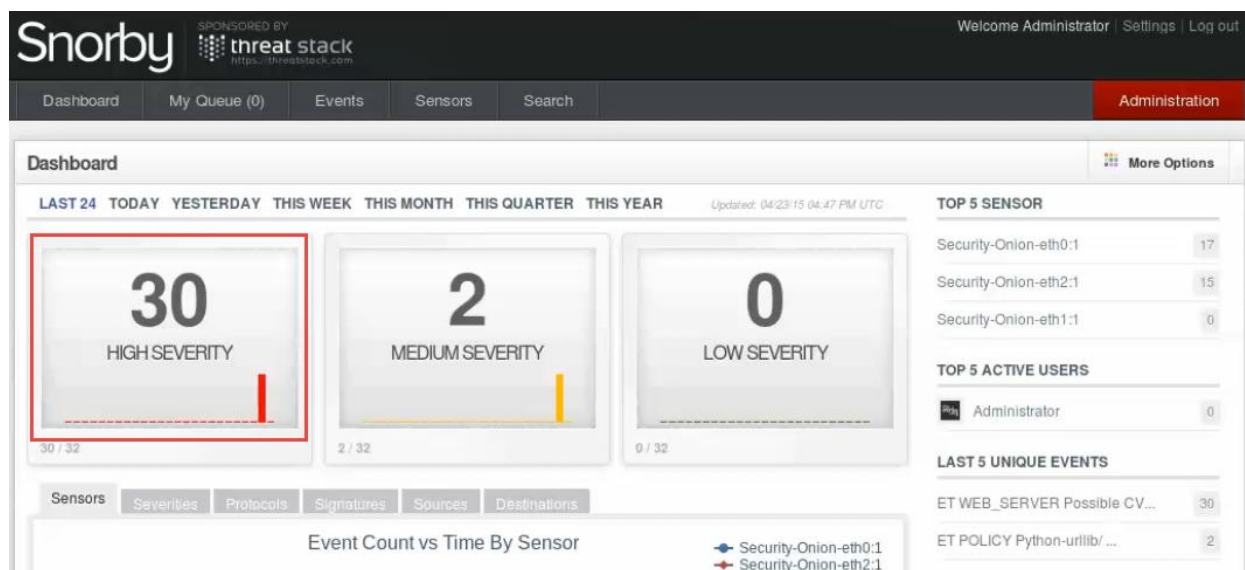 Snorby
SPONSORED BY
threat stack
https://threatstack.com
Welcome Administrator | Settings | Log out
Dashboard
My Queue (0)
Events
Sensors
Search
Administration
Dashboard
More Options
LAST 24 TODAY YESTERDAY THIS WEEK THIS MONTH THIS QUARTER THIS YEAR
Updated: 04/23/15 04:47 PM UTC
30
HIGH SEVERITY
30 / 32
2
MEDIUM SEVERITY
2 / 32
0
LOW SEVERITY
0 / 32
Sensors
Severities
Protocols
Signatures
Sources
Destinations
Event Count vs Time By Sensor
Security-Onion-eth0:1
Security-Onion-eth2:1
TOP 5 SENSOR
Security-Onion-eth0:1 17
Security-Onion-eth2:1 15
Security-Onion-eth1:1 0
TOP 5 ACTIVE USERS
Administrator 0
LAST 5 UNIQUE EVENTS
ET WEB_SERVER Possible CV... 30
ET POLICY Python-urllib/ ... 2